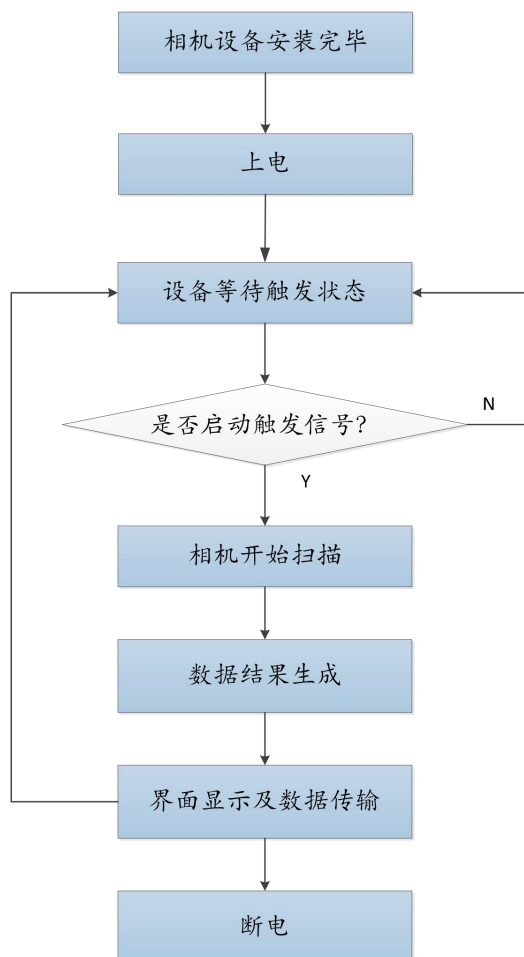 相机设备安装完毕
上电
设备等待触发状态
是否启动触发信号?
N
Y
相机开始扫描
数据结果生成
界面显示及数据传输
断电